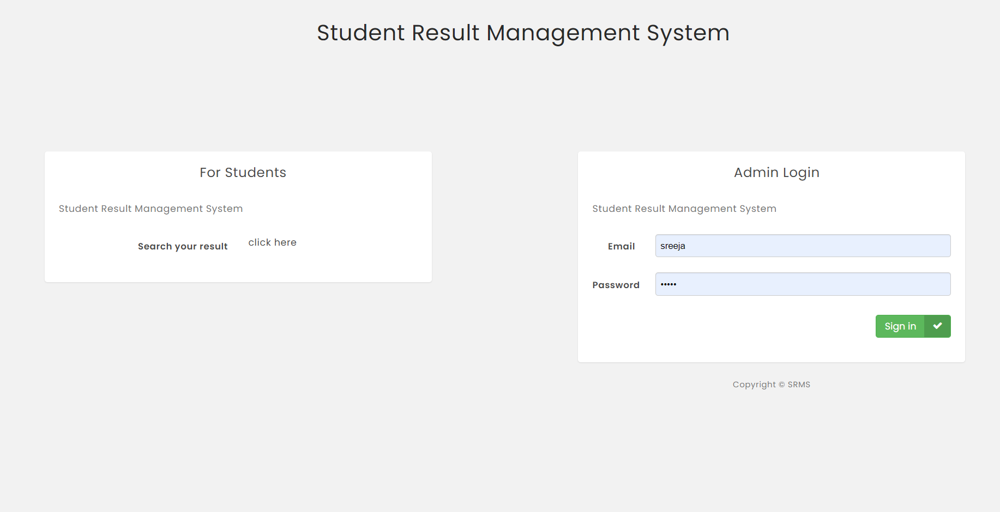 Student Result Management System
For Students
Student Result Management System
Search your result click here
Admin Login
Student Result Management System
Email sreeja
Password •••••
Sign in
Copyright © SRMS